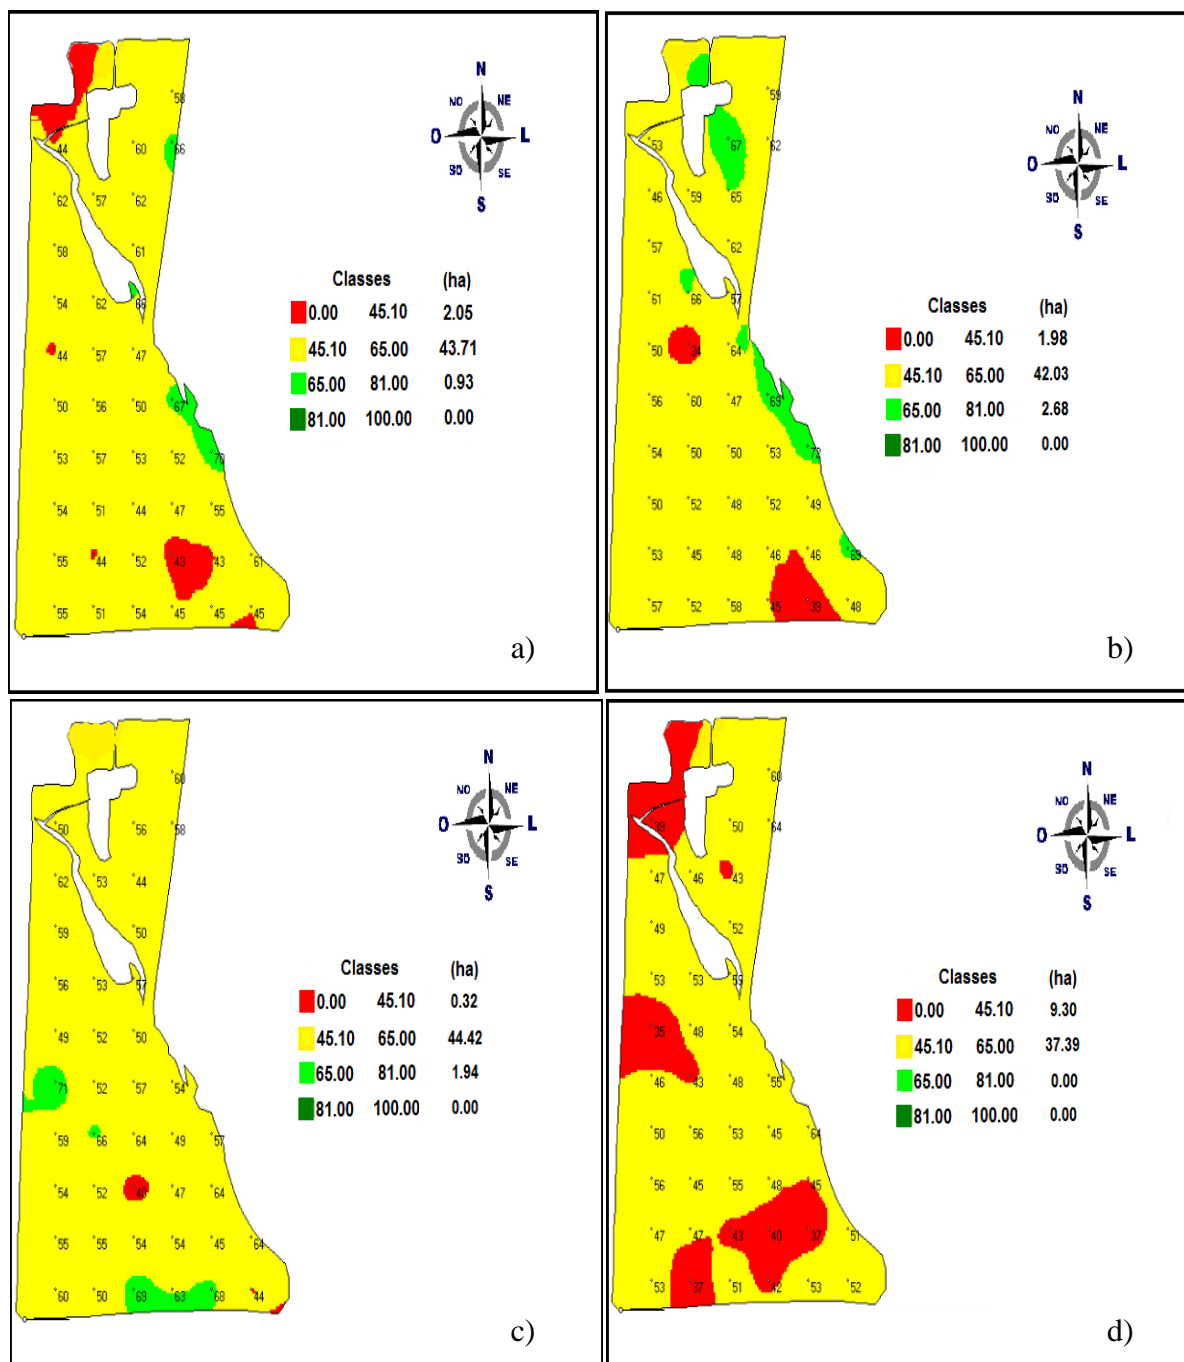 N
NO NE
O L
SO SE
S
58
44 60 66
62 57 62
58 61
54 62 66
44 57 47
50 56 50 67
53 57 53 52 70
54 51 44 47 55
55 44 52 43 43 61
55 51 54 45 45 45
Classes (ha)
0.00 45.10 2.05
45.10 65.00 43.71
65.00 81.00 0.93
81.00 100.00 0.00
a)
N
NO NE
O L
SO SE
S
59
53 67 62
46 59 65
57 62
61 66 57
50 34 64
56 60 47 69
54 50 50 53 72
50 52 48 52 49
53 45 48 46 46 69
57 52 58 45 39 48
Classes (ha)
0.00 45.10 1.98
45.10 65.00 42.03
65.00 81.00 2.68
81.00 100.00 0.00
b)
N
NO NE
O L
SO SE
S
60
50 56 58
62 53 44
59 50
56 53 57
49 52 50
71 52 57 54
59 66 64 49 57
54 52 40 47 64
55 55 54 54 45 64
60 50 69 63 68 44
Classes (ha)
0.00 45.10 0.32
45.10 65.00 44.42
65.00 81.00 1.94
81.00 100.00 0.00
c)
N
NO NE
O L
SO SE
S
60
39 50 64
47 46 43
49 52
53 53 55
35 48 54
46 43 48 55
50 56 53 45 64
56 45 55 48 45
47 47 43 40 37 51
53 37 51 42 53 52
Classes (ha)
0.00 45.10 9.30
45.10 65.00 37.39
65.00 81.00 0.00
81.00 100.00 0.00
d)